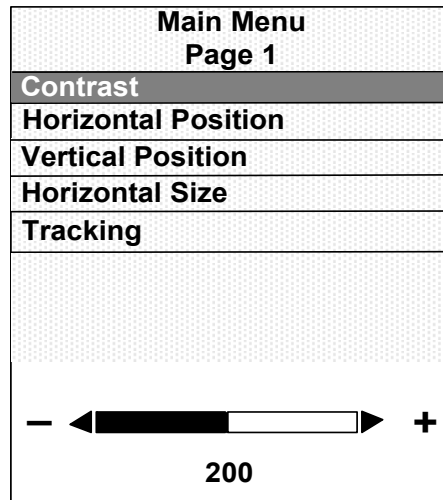 Main Menu
Page 1
Contrast
Horizontal Position
Vertical Position
Horizontal Size
Tracking
− +
200